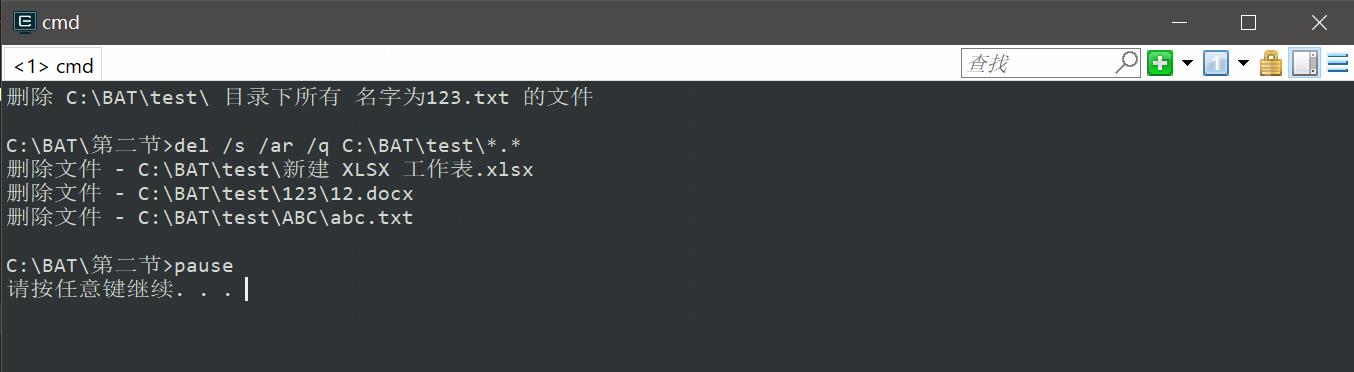 cmd
<1> cmd
查找
1
删除 C:\BAT\test\ 目录下所有 名字为123.txt 的文件
C:\BAT\第二节>del /s /ar /q C:\BAT\test\*.*
删除文件 - C:\BAT\test\新建 XLSX 工作表.xlsx
删除文件 - C:\BAT\test\123\12.docx
删除文件 - C:\BAT\test\ABC\abc.txt
C:\BAT\第二节>pause
请按任意键继续. . .